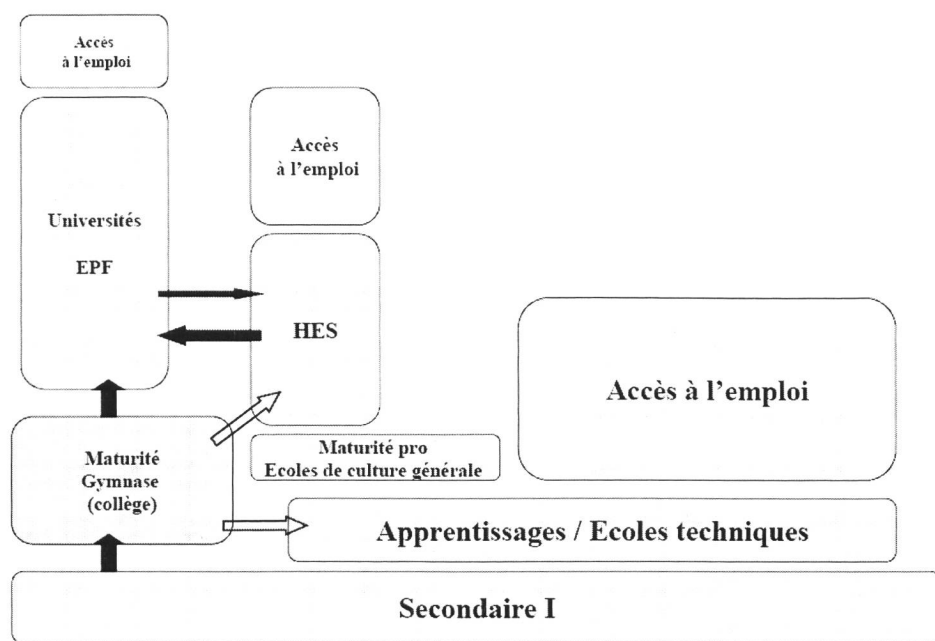 Accès
à l'emploi
Accès
à l'emploi
Universités
EPF
HES
Accès à l'emploi
Maturité
Gymnase
(collège)
Maturité pro
Ecoles de culture générale
Apprentissages / Ecoles techniques
Secondaire I